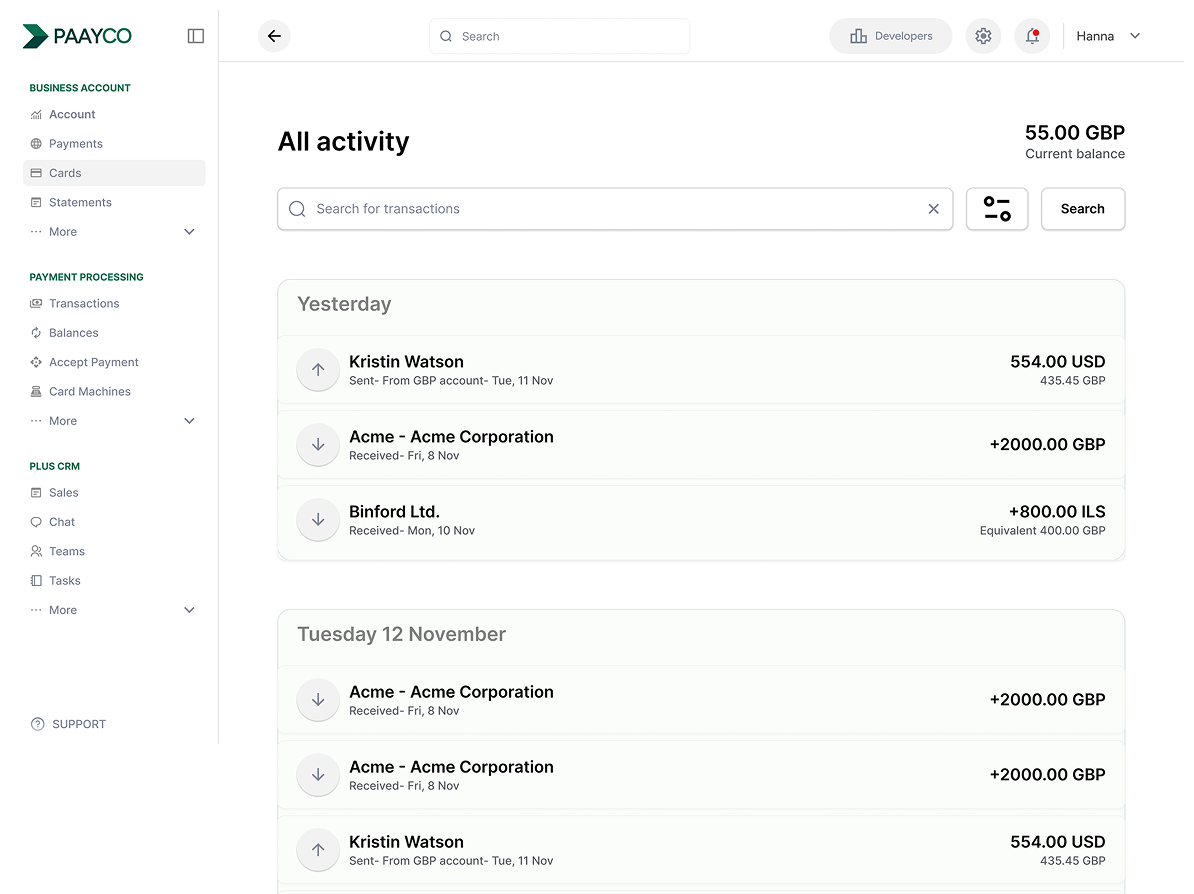 PAAYCO
Search
Developers
Hanna
BUSINESS ACCOUNT
Account
Payments
Cards
Statements
More
PAYMENT PROCESSING
Transactions
Balances
Accept Payment
Card Machines
More
PLUS CRM
Sales
Chat
Teams
Tasks
More
SUPPORT
All activity
55.00 GBP
Current balance
Search for transactions
Search
Yesterday
Kristin Watson
554.00 USD
Sent- From GBP account- Tue, 11 Nov
435.45 GBP
Acme - Acme Corporation
+2000.00 GBP
Received- Fri, 8 Nov
Binford Ltd.
+800.00 ILS
Received- Mon, 10 Nov
Equivalent 400.00 GBP
Tuesday 12 November
Acme - Acme Corporation
+2000.00 GBP
Received- Fri, 8 Nov
Acme - Acme Corporation
+2000.00 GBP
Received- Fri, 8 Nov
Kristin Watson
554.00 USD
Sent- From GBP account- Tue, 11 Nov
435.45 GBP